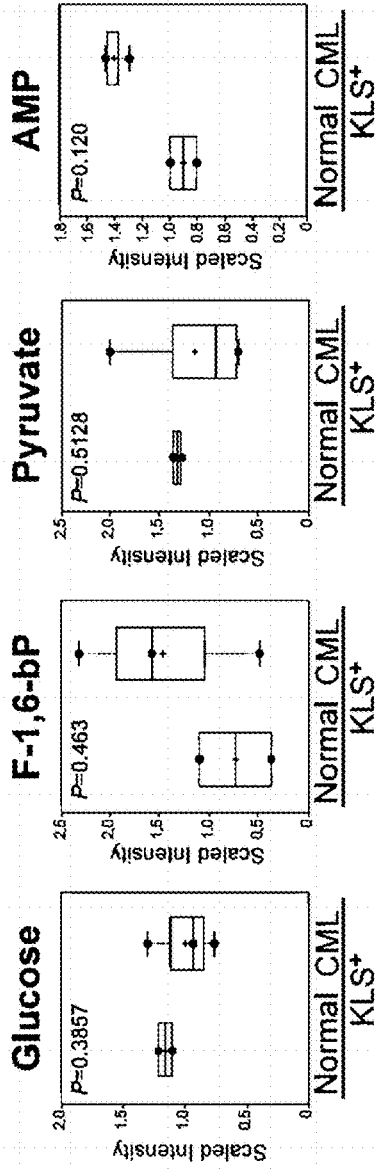 Glucose
P=0.3857
Scaled Intensity
2.0
1.5
1.0
0.5
0
Normal CML
KLS+
F-1,6-bP
P=0.463
Scaled Intensity
2.5
2.0
1.5
1.0
0.5
0
Normal CML
KLS+
Pyruvate
P=0.5128
Scaled Intensity
2.5
2.0
1.5
1.0
0.5
0
Normal CML
KLS+
AMP
P=0.120
Scaled Intensity
1.8
1.6
1.4
1.2
1.0
0.8
0.6
0.4
0.2
0
Normal CML
KLS+